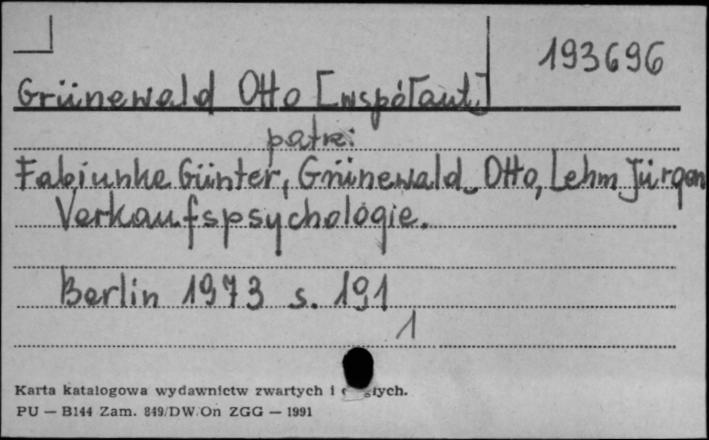 193696
Grünewald Otto [współaut.]
patrz:
Fabiunke Günter, Grünewald Otto, Lehm Jürgen
Verkaufspsychologie.
Berlin 1973 s. 191
1
Karta katalogowa wydawnictw zwartych i
PU — B144 Zam. 849/DW/On ZGG — 1991